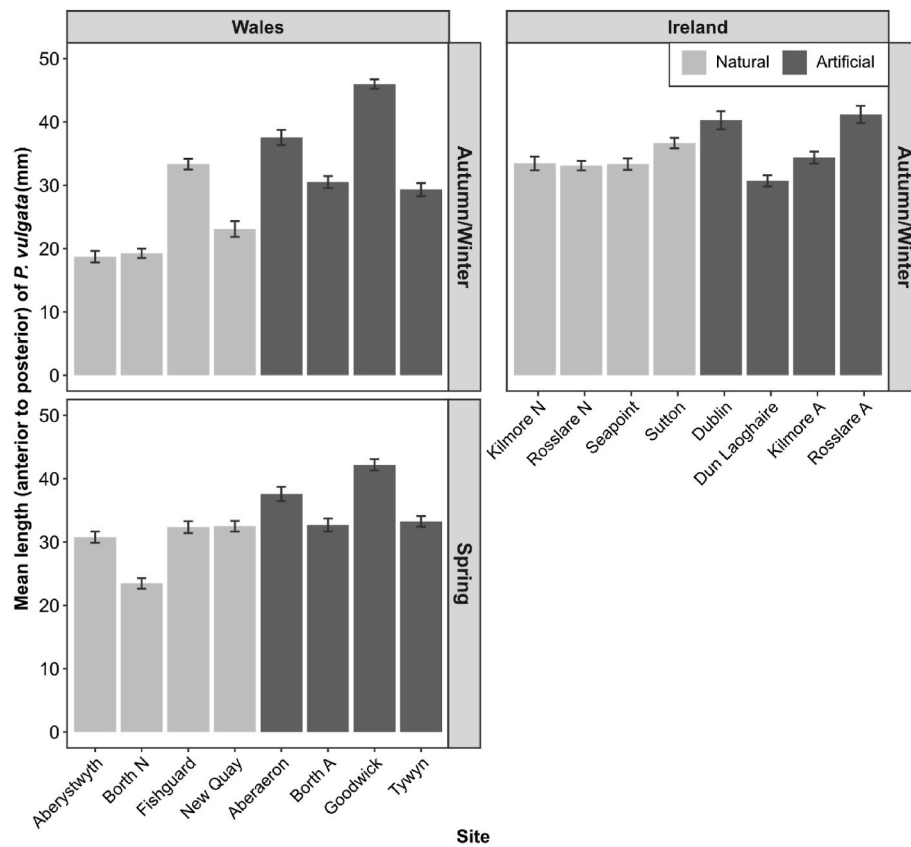 Wales
Ireland
Natural
Artificial
Mean length (anterior to posterior) of P. vulgata(mm)
50
40
30
20
10
0
Autumn/Winter
Autumn/Winter
Kilmore N
Rosslare N
Seapoint
Sutton
Dublin
Dun Laoghaire
Kilmore A
Rosslare A
50
40
30
20
10
0
Spring
Aberystwyth
Borth N
Fishguard
New Quay
Aberaeron
Borth A
Goodwick
Tywyn
Site